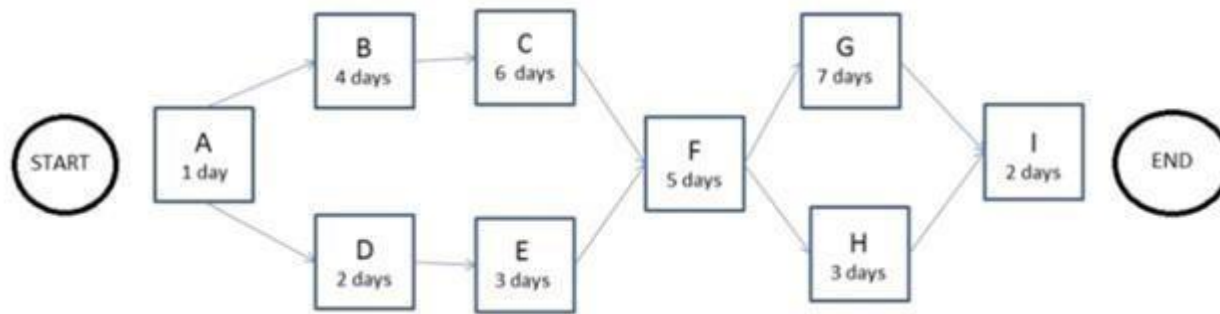 START
A
1 day
B
4 days
C
6 days
D
2 days
E
3 days
F
5 days
G
7 days
H
3 days
I
2 days
END